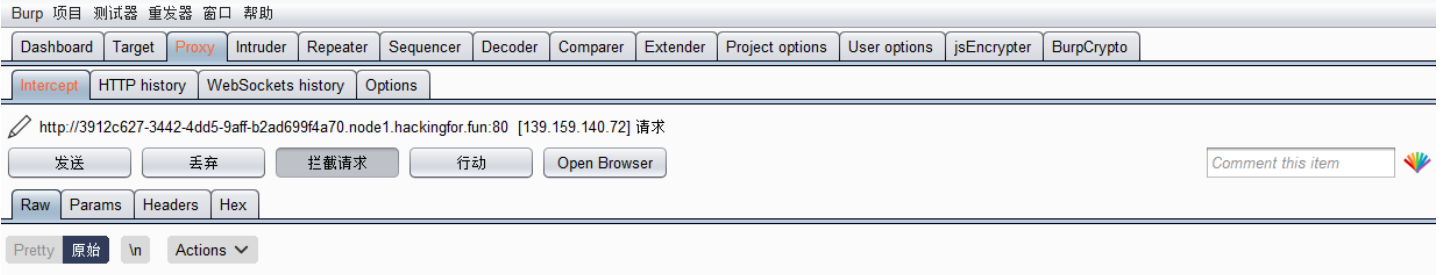 Burp 项目 测试器 重发器 窗口 帮助
Dashboard Target Proxy Intruder Repeater Sequencer Decoder Comparer Extender Project options User options jsEncrypter BurpCrypto
Intercept HTTP history WebSockets history Options
http://3912c627-3442-4dd5-9aff-b2ad699f4a70.node1.hackingfor.fun:80 [139.159.140.72] 请求
发送 丢弃 拦截请求 行动 Open Browser Comment this item
Raw Params Headers Hex
Pretty 原始 \n Actions